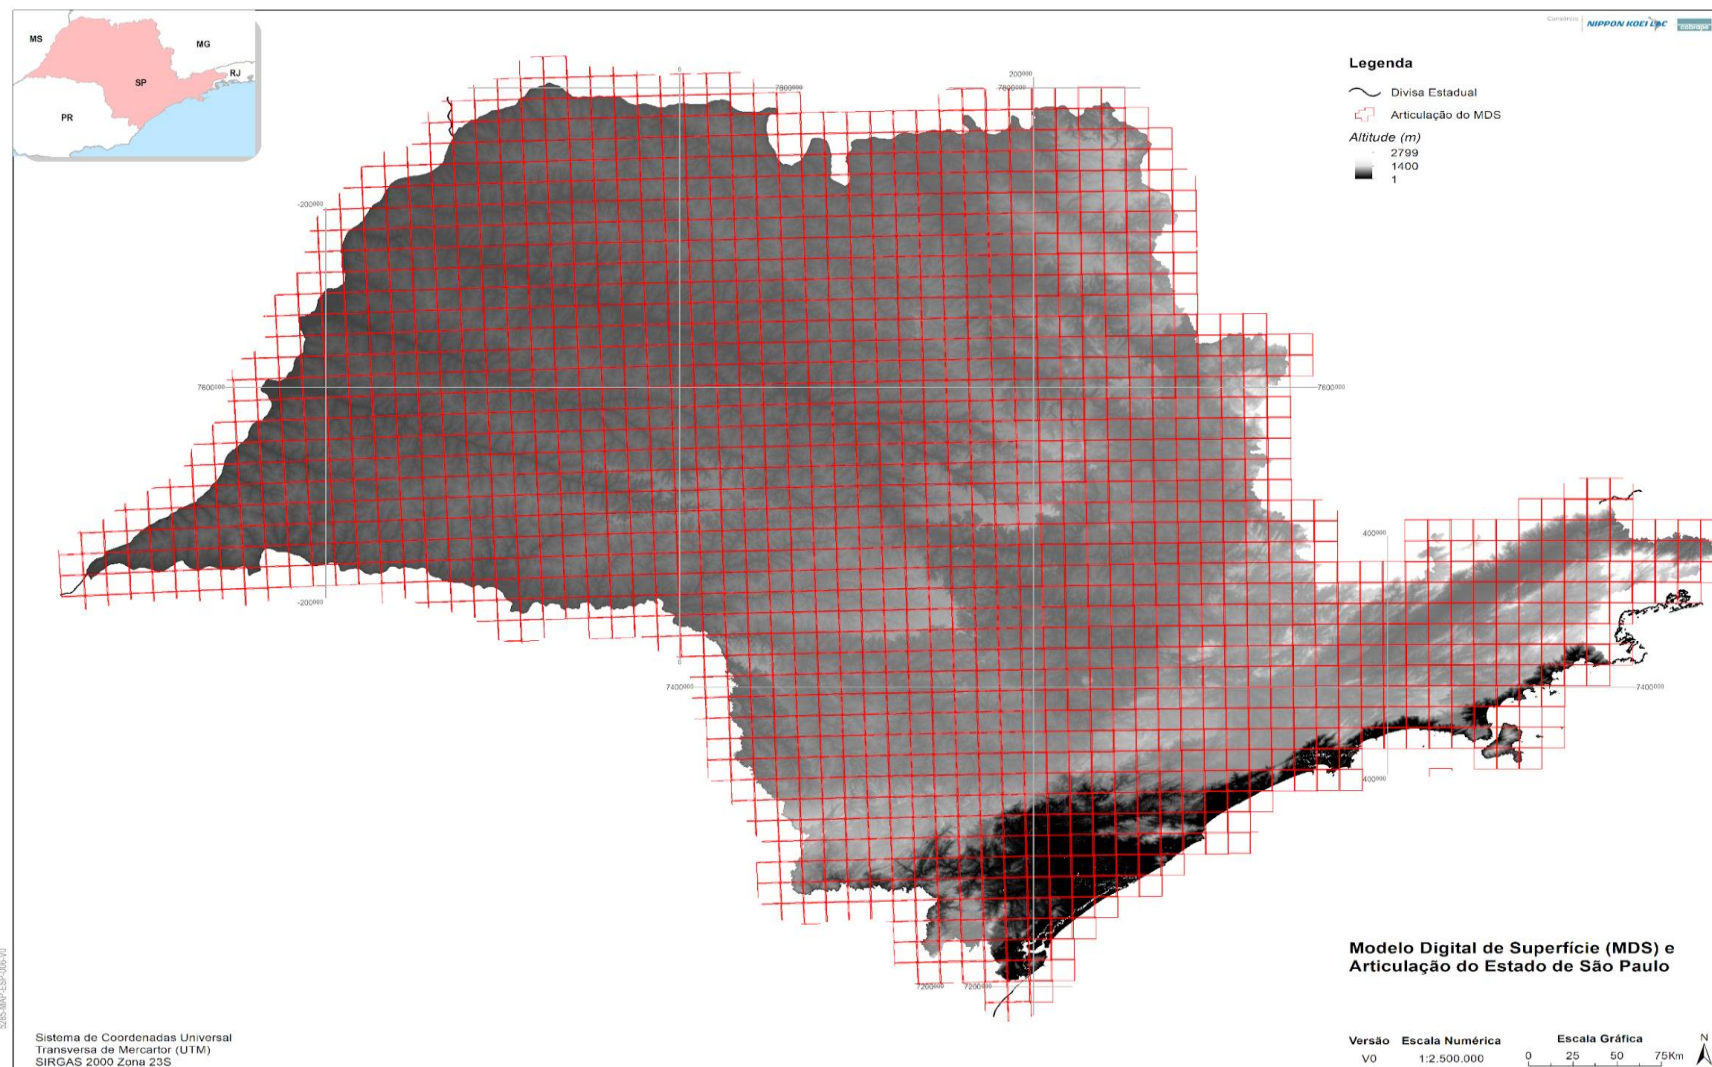 MS
MG
RJ
SP
PR
Consórcio
NIPPON KOEI LAC
cobrape
Legenda
Divisa Estadual
Articulação do MDS
Altitude (m)
2799
1400
1
0
7800000
200000
7800000
-200000
7600000
7600000
400000
-200000
0
7400000
7400000
400000
7200000
7200000
Modelo Digital de Superfície (MDS) e
Articulação do Estado de São Paulo
Sistema de Coordenadas Universal
Transversa de Mercartor (UTM)
SIRGAS 2000 Zona 23S
Versão
V0
Escala Numérica
1:2.500.000
Escala Gráfica
0 25 50 75Km
N